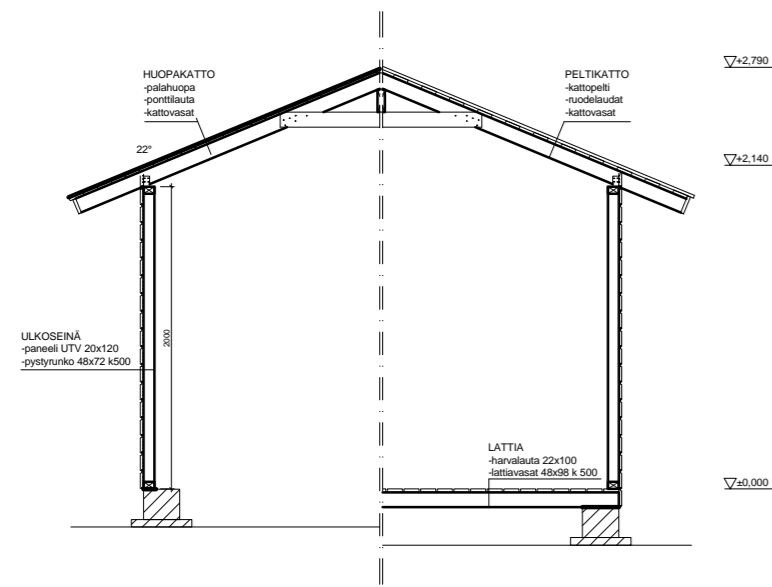 HUOPAKATTO
-palahuopa
-ponttilauta
-kattovasat
PELTIKATTO
-kattopelti
-ruodelaudat
-kattovasat
+2,790
22°
+2,140
2000
ULKOSEINÄ
-paneeli UTV 20x120
-pystyrunko 48x72 k500
LATTIA
-harvalauta 22x100
-lattiavasat 48x98 k 500
±0,000